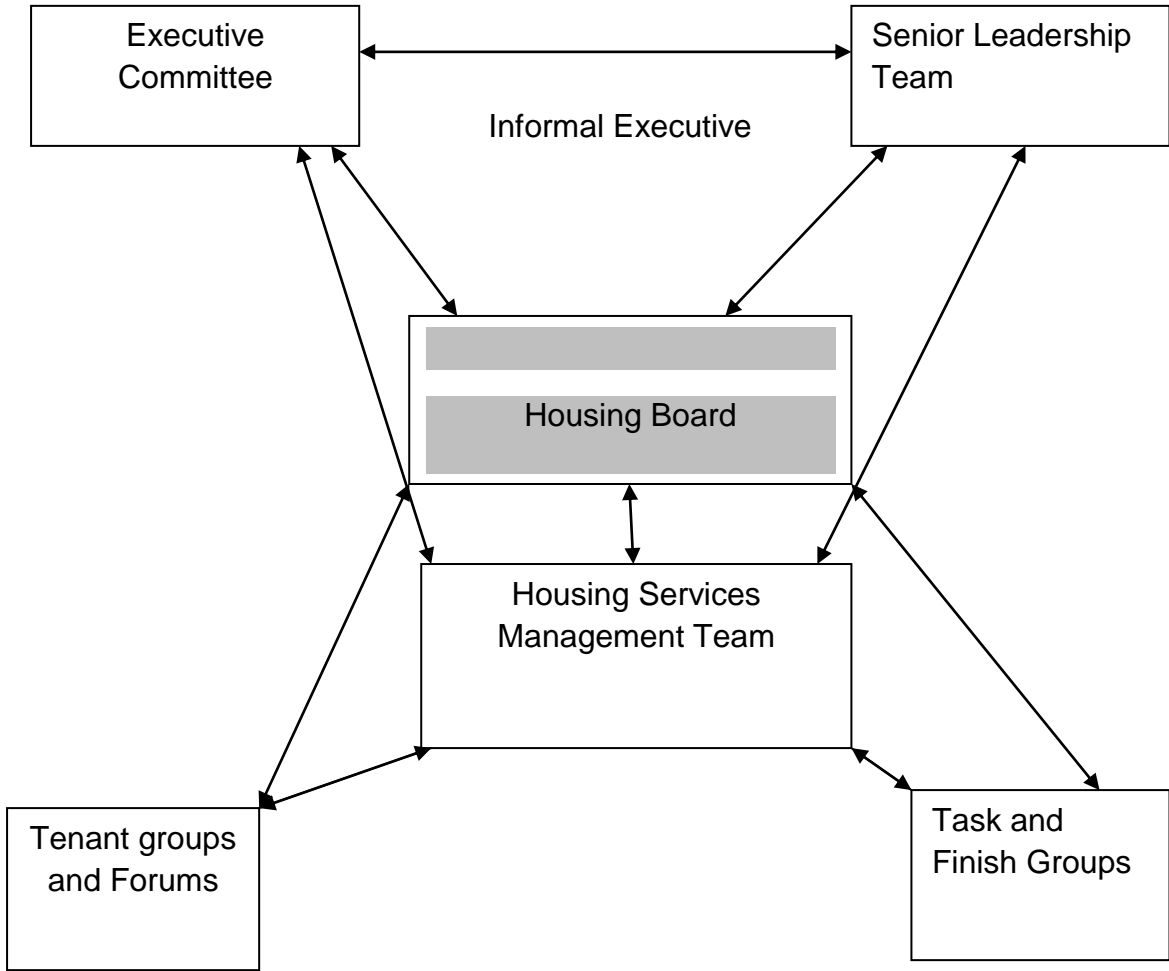 Executive
Committee
Senior Leadership
Team
Informal Executive
Housing Board
Housing Services
Management Team
Tenant groups
and Forums
Task and
Finish Groups